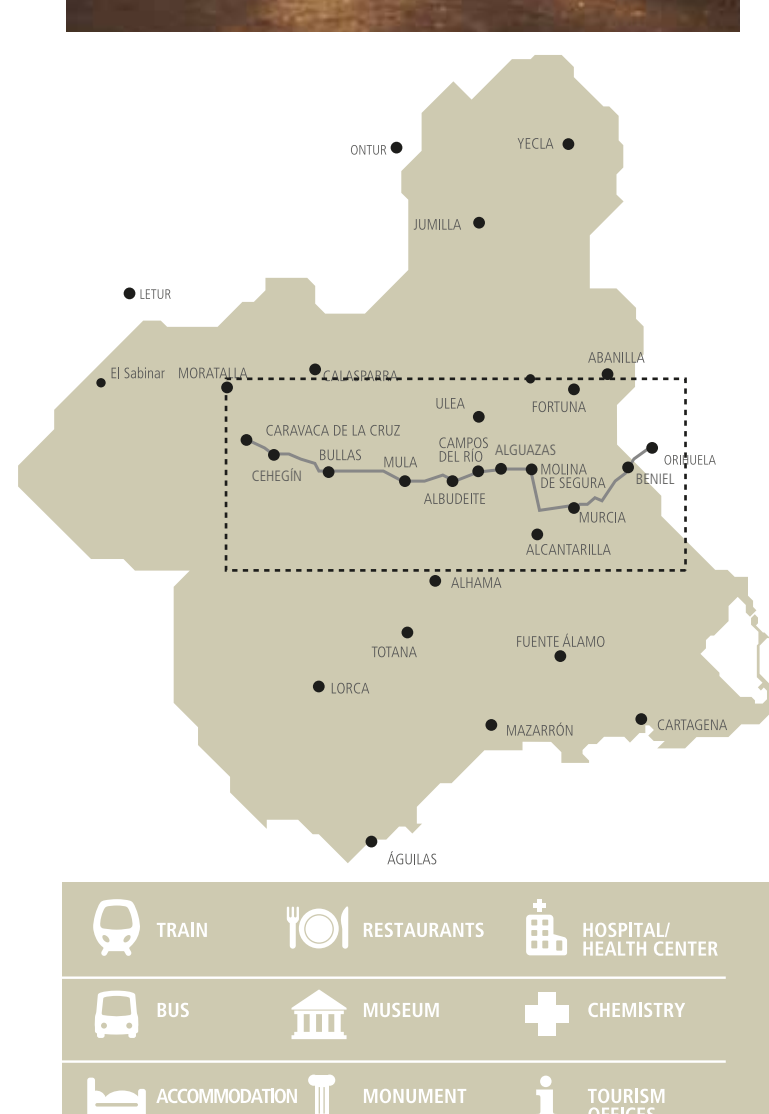 ONTUR
YECLA
JUMILLA
LETUR
ABANILLA
El Sabinar
MORATALLA
CALASPARRA
ULEA
FORTUNA
CARAVACA DE LA CRUZ
CAMPOS
DEL RÍO
ALGUAZAS
ORIHUELA
BULLAS
MULA
MOLINA
DE SEGURA
CEHEGÍN
BENIEL
ALBUDEITE
MURCIA
ALCANTARILLA
ALHAMA
TOTANA
FUENTE ÁLAMO
LORCA
MAZARRÓN
CARTAGENA
ÁGUILAS
TRAIN
RESTAURANTS
HOSPITAL/
HEALTH CENTER
BUS
MUSEUM
CHEMISTRY
ACCOMMODATION
MONUMENT
TOURISM
OFFICES